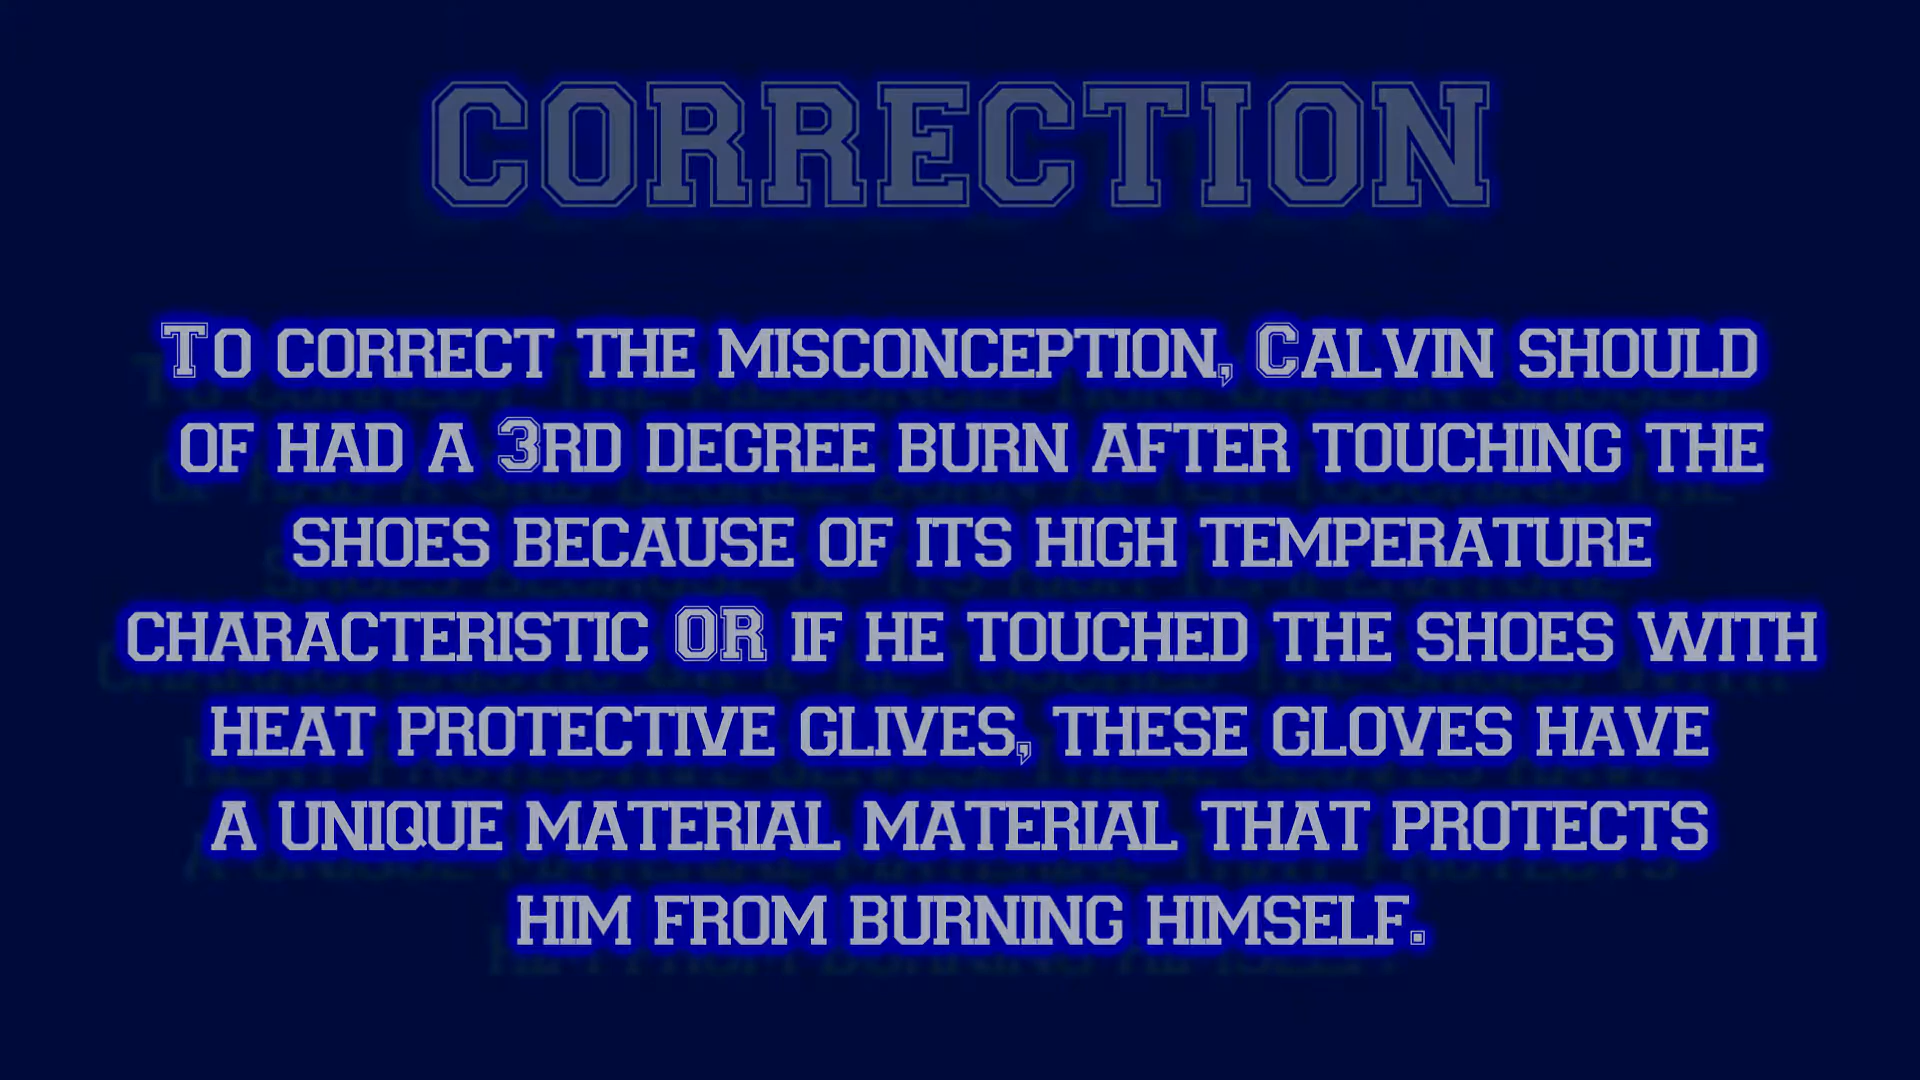 CORRECTION
To correct the misconception, Calvin should
of had a 3rd degree burn after touching the
shoes because of its high temperature
characteristic OR if he touched the shoes with
heat protective glives, these gloves have
a unique material material that protects
him from burning himself.